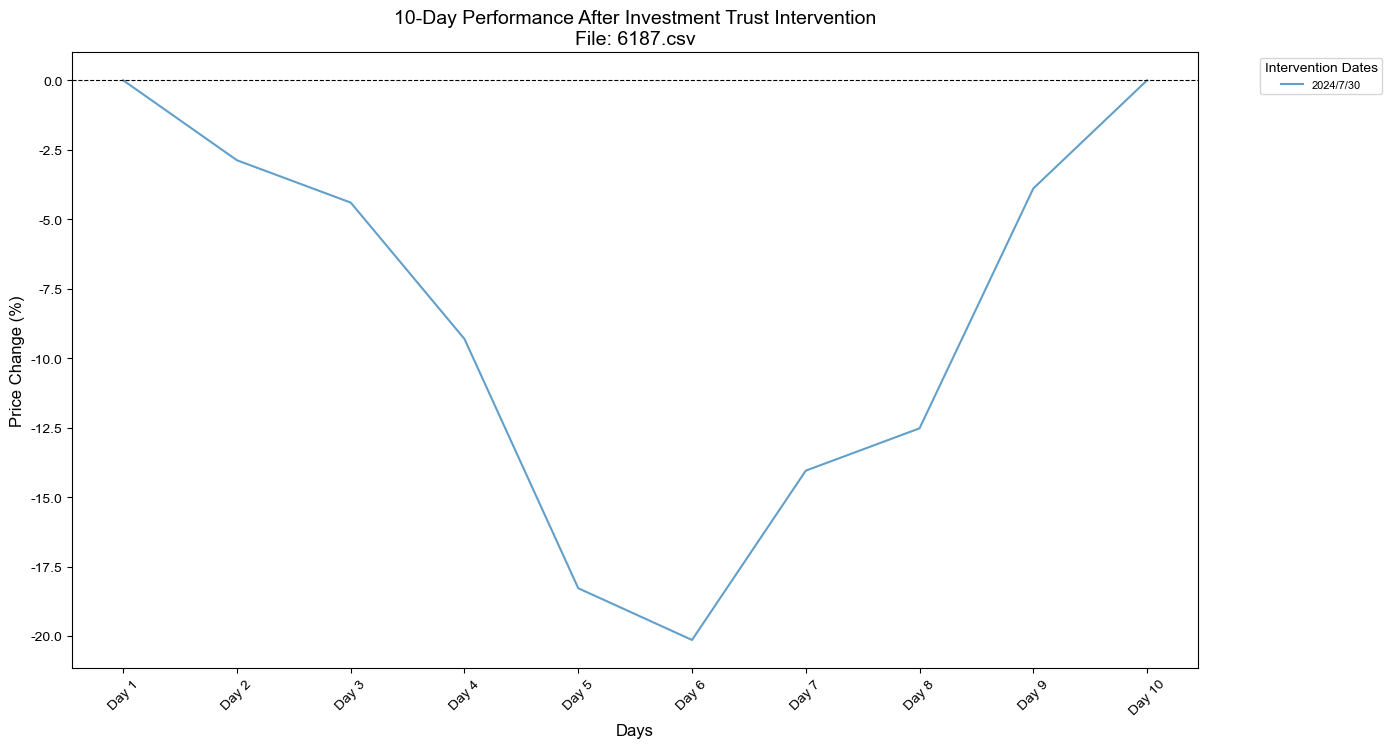 10-Day Performance After Investment Trust Intervention
File: 6187.csv
Intervention Dates
2024/7/30
Price Change (%)
0.0
-2.5
-5.0
-7.5
-10.0
-12.5
-15.0
-17.5
-20.0
Day 1
Day 2
Day 3
Day 4
Day 5
Day 6
Day 7
Day 8
Day 9
Day 10
Days